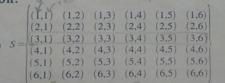 (1,1) (1,2) (1,3) (1,4) (1,5) (1,6)
(2,1) (2,2) (2,3) (2,4) (2,5) (2,6)
S = (3,1) (3,2) (3,3) (3,4) (3,5) (3,6)
(4,1) (4,2) (4,3) (4,4) (4,5) (4,6)
(5,1) (5,2) (5,3) (5,4) (5,5) (5,6)
(6,1) (6,2) (6,3) (6,4) (6,5) (6,6)